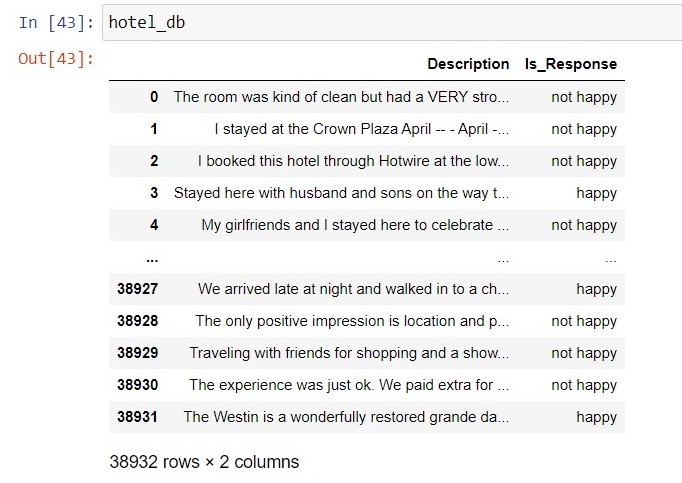 In [43]: hotel_db
Out[43]:
Description Is_Response
0 The room was kind of clean but had a VERY stro... not happy
1 I stayed at the Crown Plaza April -- - April -... not happy
2 I booked this hotel through Hotwire at the low... not happy
3 Stayed here with husband and sons on the way t... happy
4 My girlfriends and I stayed here to celebrate ... not happy
... ... ...
38927 We arrived late at night and walked in to a ch... happy
38928 The only positive impression is location and p... not happy
38929 Traveling with friends for shopping and a show... not happy
38930 The experience was just ok. We paid extra for ... not happy
38931 The Westin is a wonderfully restored grande da... happy
38932 rows × 2 columns